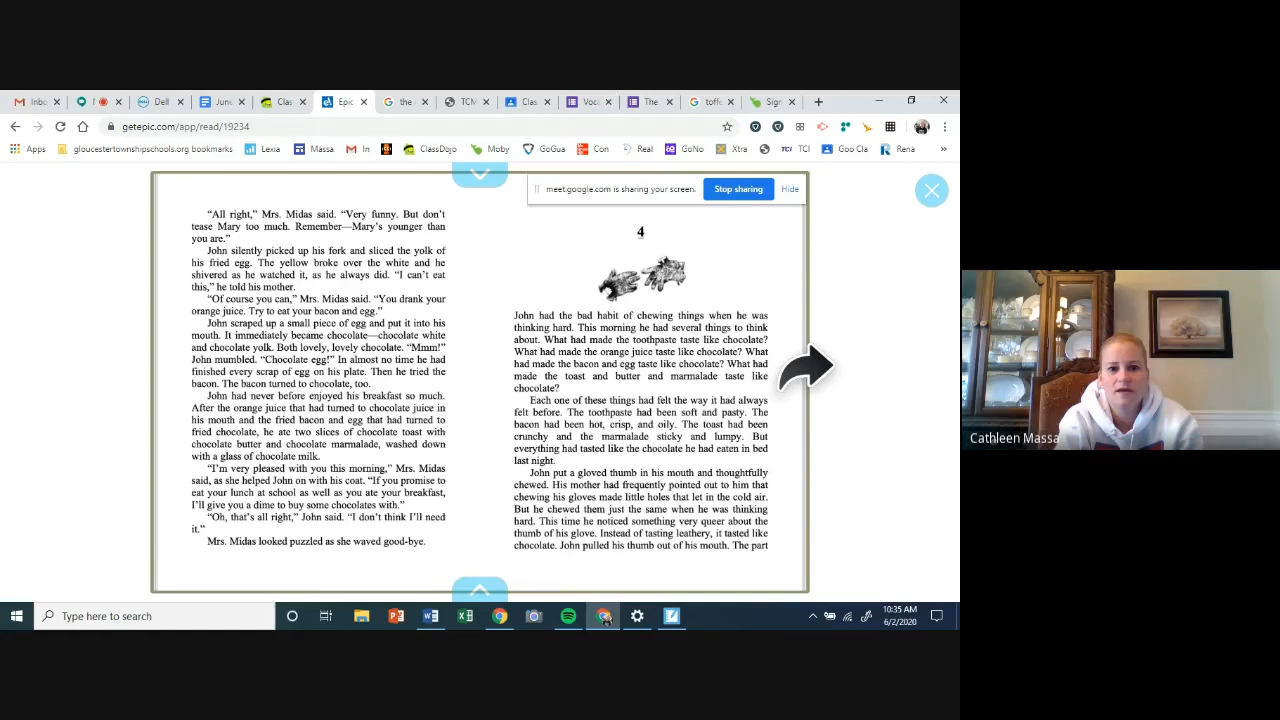 Inbo
Dell
June
Clas
Epic
the
TCM
Clas
Voca
The
toffe
Sign
getepic.com/app/read/19234
Apps
gloucestertownshipschools.org bookmarks
Lexia
Massa
In
ClassDojo
Moby
GoGua
Con
Real
GoNo
Xtra
TCI
Goo Cla
Rena
meet.google.com is sharing your screen.
Stop sharing
Hide
“All right,” Mrs. Midas said. “Very funny. But don’t
tease Mary too much. Remember—Mary’s younger than
you are.”
John silently picked up his fork and sliced the yolk of
his fried egg. The yellow broke over the white and he
shivered as he watched it, as he always did. “I can’t eat
this,” he told his mother.
“Of course you can,” Mrs. Midas said. “You drank your
orange juice. Try to eat your bacon and egg.”
John scraped up a small piece of egg and put it into his
mouth. It immediately became chocolate—chocolate white
and chocolate yolk. Both lovely, lovely chocolate. “Mmm!”
John mumbled. “Chocolate egg!” In almost no time he had
finished every scrap of egg on his plate. Then he tried the
bacon. The bacon turned to chocolate, too.
John had never before enjoyed his breakfast so much.
After the orange juice that had turned to chocolate juice in
his mouth and the fried bacon and egg that had turned to
fried chocolate, he ate two slices of chocolate toast with
chocolate butter and chocolate marmalade, washed down
with a glass of chocolate milk.
“I’m very pleased with you this morning,” Mrs. Midas
said, as she helped John on with his coat. “If you promise to
eat your lunch at school as well as you ate your breakfast,
I’ll give you a dime to buy some chocolates with.”
“Oh, that’s all right,” John said. “I don’t think I’ll need
it.”
Mrs. Midas looked puzzled as she waved good-bye.
4
John had the bad habit of chewing things when he was
thinking hard. This morning he had several things to think
about. What had made the toothpaste taste like chocolate?
What had made the orange juice taste like chocolate? What
had made the bacon and egg taste like chocolate? What had
made the toast and butter and marmalade taste like
chocolate?
Each one of these things had felt the way it had always
felt before. The toothpaste had been soft and pasty. The
bacon had been hot, crisp, and oily. The toast had been
crunchy and the marmalade sticky and lumpy. But
everything had tasted like the chocolate he had eaten in bed
last night.
John put a gloved thumb in his mouth and thoughtfully
chewed. His mother had frequently pointed out to him that
chewing his gloves made little holes that let in the cold air.
But he chewed them just the same when he was thinking
hard. This time he noticed something very queer about the
thumb of his glove. Instead of tasting leathery, it tasted like
chocolate. John pulled his thumb out of his mouth. The part
Cathleen Massa
Type here to search
10:35 AM
6/2/2020